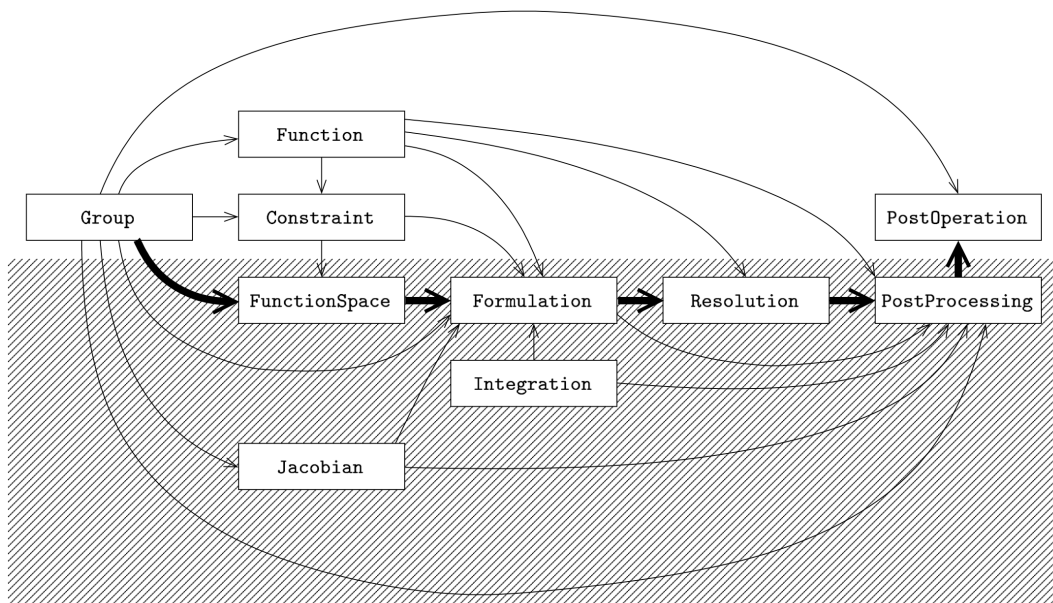 Function
Group
Constraint
PostOperation
FunctionSpace
Formulation
Resolution
PostProcessing
Integration
Jacobian